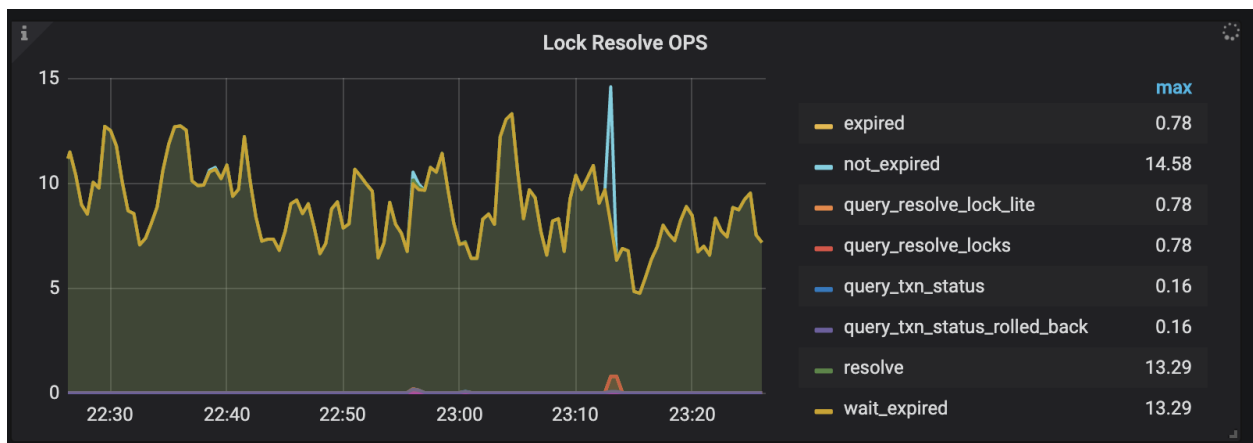 i
Lock Resolve OPS
15
10
5
0
22:30 22:40 22:50 23:00 23:10 23:20
max
expired 0.78
not_expired 14.58
query_resolve_lock_lite 0.78
query_resolve_locks 0.78
query_txn_status 0.16
query_txn_status_rolled_back 0.16
resolve 13.29
wait_expired 13.29